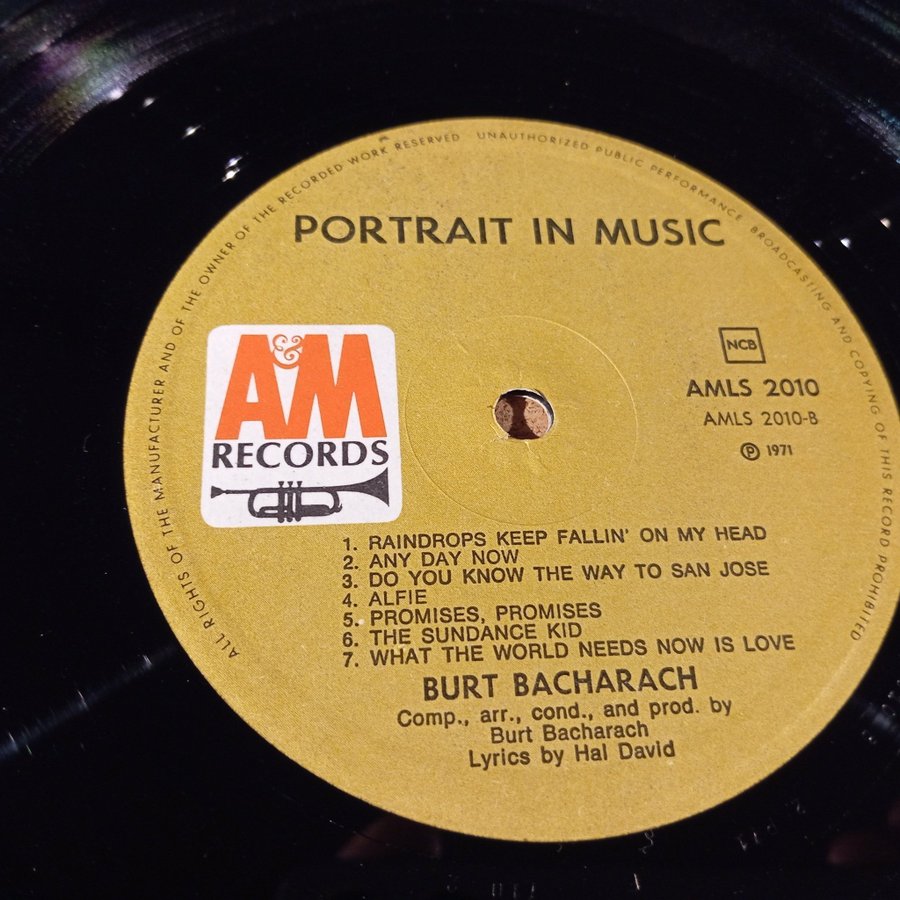 ALL RIGHTS OF THE MANUFACTURER AND OF THE OWNER OF THE RECORDED WORK RESERVED UNAUTHORIZED PUBLIC PERFORMANCE BROADCASTING AND COPYING OF THIS RECORD PROHIBITED
PORTRAIT IN MUSIC
A&M
RECORDS
NCB
AMLS 2010
AMLS 2010-B
Ⓟ 1971
1. RAINDROPS KEEP FALLIN' ON MY HEAD
2. ANY DAY NOW
3. DO YOU KNOW THE WAY TO SAN JOSE
4. ALFIE
5. PROMISES, PROMISES
6. THE SUNDANCE KID
7. WHAT THE WORLD NEEDS NOW IS LOVE
BURT BACHARACH
Comp., arr., cond., and prod. by
Burt Bacharach
Lyrics by Hal David